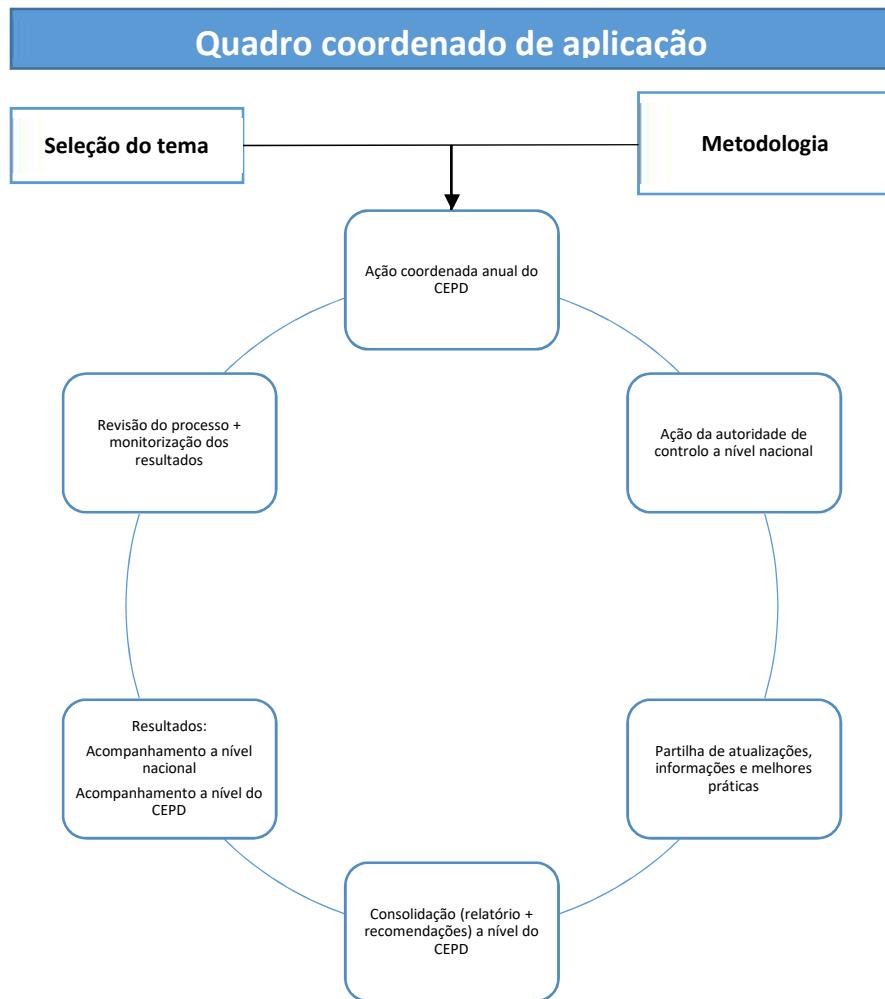 Quadro coordenado de aplicação
Seleção do tema
Metodologia
Ação coordenada anual do
CEPD
Revisão do processo +
monitorização dos
resultados
Ação da autoridade de
controlo a nível nacional
Resultados:
Acompanhamento a nível
nacional
Acompanhamento a nível do
CEPD
Partilha de atualizações,
informações e melhores
práticas
Consolidação (relatório +
recomendações) a nível do
CEPD